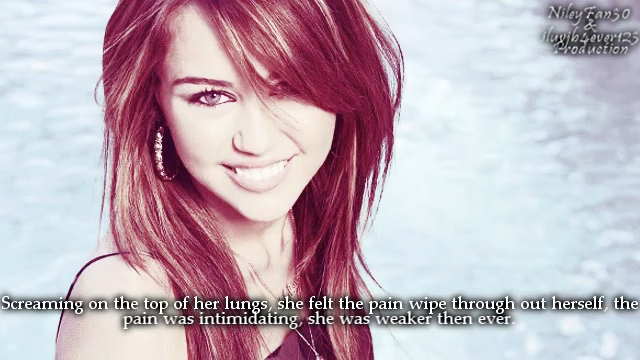 NileyFan30
&
iluvjb4ever123
Production
Screaming on the top of her lungs, she felt the pain wipe through out herself, the
pain was intimidating, she was weaker then ever.